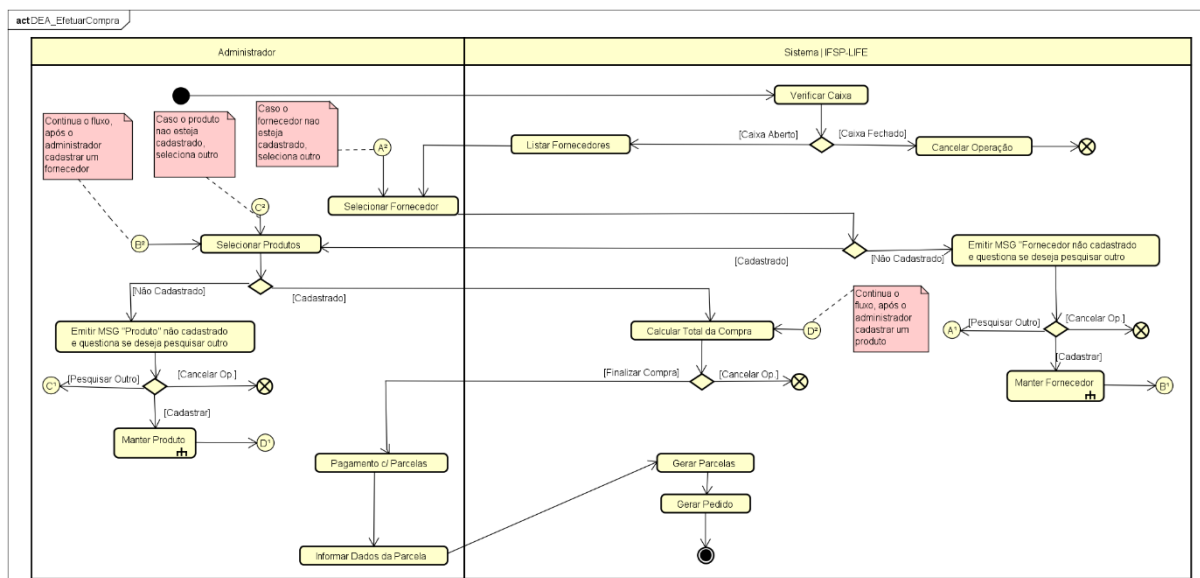 act DEA_EfetuarCompra
Administrador
Sistema | IFSP-LIFE
Verificar Caixa
Continua o fluxo,
após o
administrador
cadastrar um
fornecedor
Caso o produto
nao esteja
cadastrado,
seleciona outro
Caso o
fornecedor nao
esteja
cadastrado,
seleciona outro
A²
[Caixa Aberto]
[Caixa Fechado]
Listar Fornecedores
Cancelar Operação
Selecionar Fornecedor
C²
B²
Selecionar Produtos
[Cadastrado]
[Não Cadastrado]
Emitir MSG "Fornecedor não cadastrado
e questiona se deseja pesquisar outro
[Não Cadastrado]
[Cadastrado]
Emitir MSG "Produto" não cadastrado
e questiona se deseja pesquisar outro
Calcular Total da Compra
D²
Continua o
fluxo, após o
administrador
cadastrar um
produto
A¹
[Pesquisar Outro]
[Cancelar Op.]
[Cadastrar]
Manter Fornecedor
B¹
C¹
[Pesquisar Outro]
[Cancelar Op.]
[Cadastrar]
Manter Produto
D¹
[Finalizar Compra]
[Cancelar Op.]
Pagamento c/ Parcelas
Gerar Parcelas
Gerar Pedido
Informar Dados da Parcela